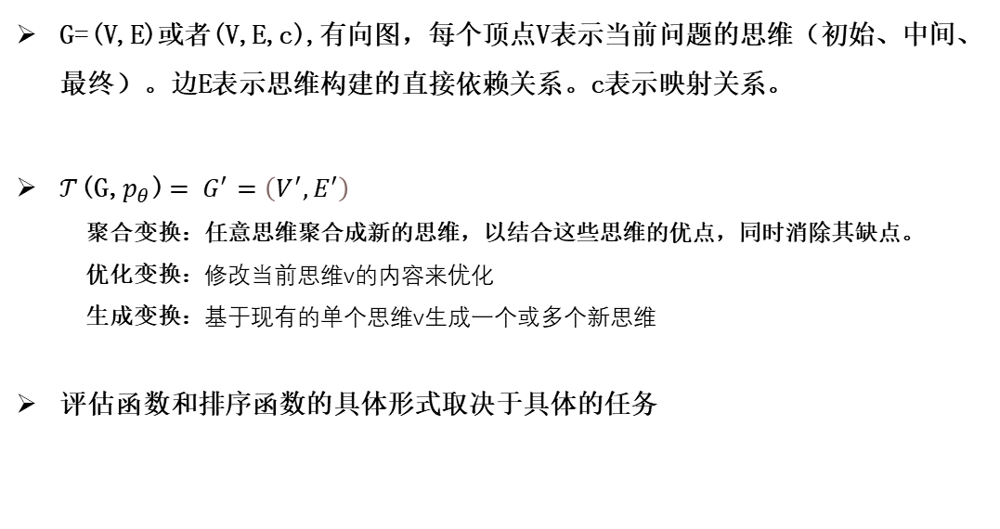 ➢ G=(V,E)或者(V,E,c),有向图，每个顶点V表示当前问题的思维（初始、中间、
最终）。边E表示思维构建的直接依赖关系。c表示映射关系。
➢ 𝒯(G,𝑝𝜃)= 𝐺′ = (𝑉′,𝐸′)
聚合变换：任意思维聚合成新的思维，以结合这些思维的优点，同时消除其缺点。
优化变换：修改当前思维v的内容来优化
生成变换：基于现有的单个思维v生成一个或多个新思维
➢ 评估函数和排序函数的具体形式取决于具体的任务